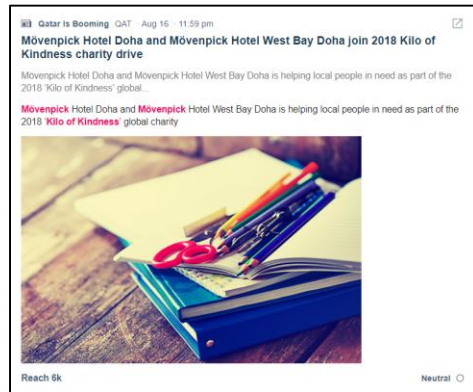 Qatar Is Booming QAT · Aug 16 · 11:59 pm
Mövenpick Hotel Doha and Mövenpick Hotel West Bay Doha join 2018 Kilo of
Kindness charity drive
Mövenpick Hotel Doha and Mövenpick Hotel West Bay Doha is helping local people in need as part of the
2018 'Kilo of Kindness' global...
Mövenpick Hotel Doha and Mövenpick Hotel West Bay Doha is helping local people in need as part of the
2018 'Kilo of Kindness' global charity
Reach 6k
Neutral